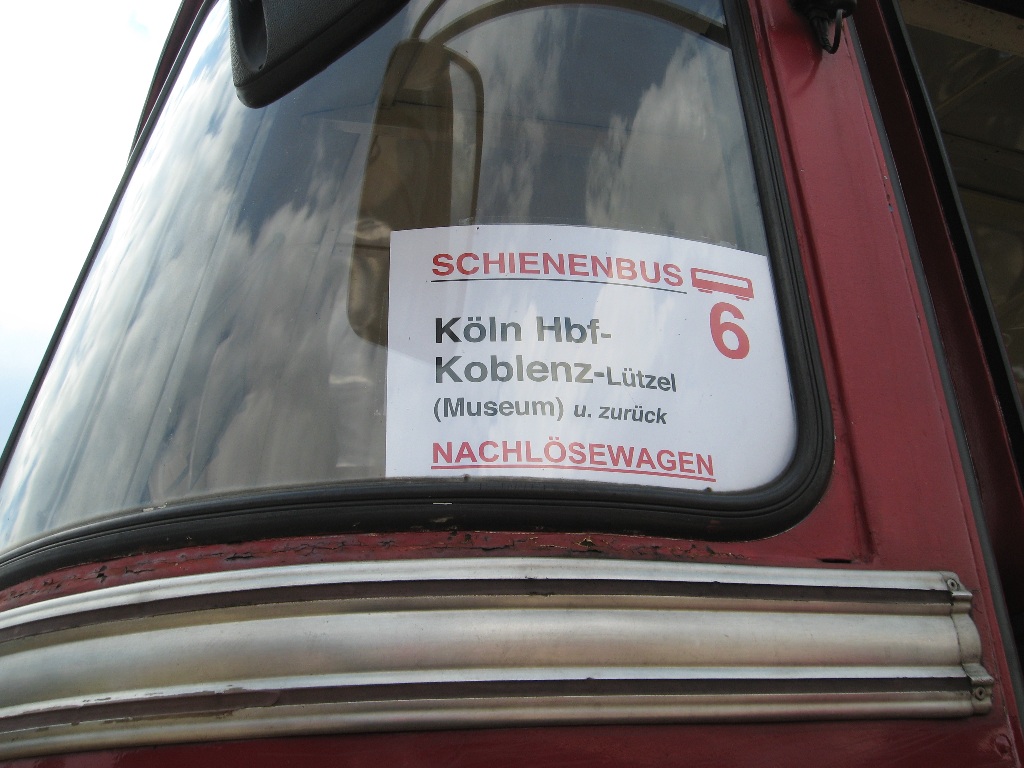 SCHIENENBUS
6
Köln Hbf-
Koblenz-Lützel
(Museum) u. zurück
NACHLÖSEWAGEN